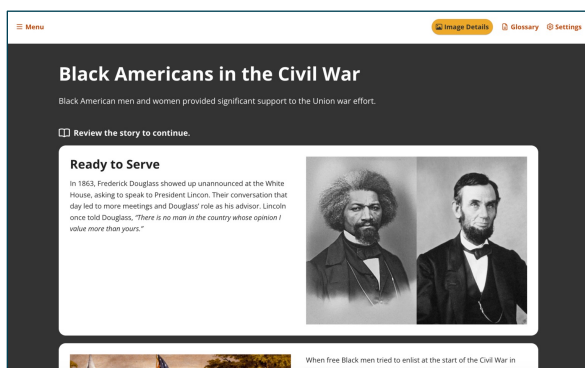 Menu
Image Details
Glossary
Settings
Black Americans in the Civil War
Black American men and women provided significant support to the Union war effort.
Review the story to continue.
Ready to Serve
In 1863, Frederick Douglass showed up unannounced at the White
House, asking to speak to President Lincon. Their conversation that
day led to more meetings and Douglass' role as his advisor. Lincoln
once told Douglass, "There is no man in the country whose opinion I
value more than yours."
When free Black men tried to enlist at the start of the Civil War in